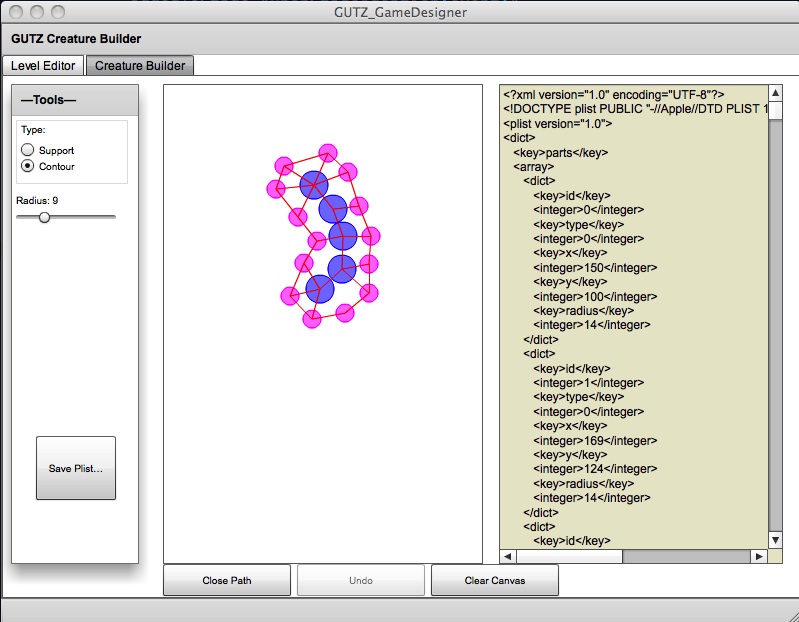 GUTZ_GameDesigner
GUTZ Creature Builder
Level Editor
Creature Builder
—Tools—
Type:
Support
Contour
Radius: 9
Save Plist...
<?xml version="1.0" encoding="UTF-8"?>
<!DOCTYPE plist PUBLIC "-//Apple//DTD PLIST 1
<plist version="1.0">
<dict>
<key>parts</key>
<array>
<dict>
<key>id</key>
<integer>0</integer>
<key>type</key>
<integer>0</integer>
<key>x</key>
<integer>150</integer>
<key>y</key>
<integer>100</integer>
<key>radius</key>
<integer>14</integer>
</dict>
<dict>
<key>id</key>
<integer>1</integer>
<key>type</key>
<integer>0</integer>
<key>x</key>
<integer>169</integer>
<key>y</key>
<integer>124</integer>
<key>radius</key>
<integer>14</integer>
</dict>
<dict>
<key>id</key>
Close Path
Undo
Clear Canvas